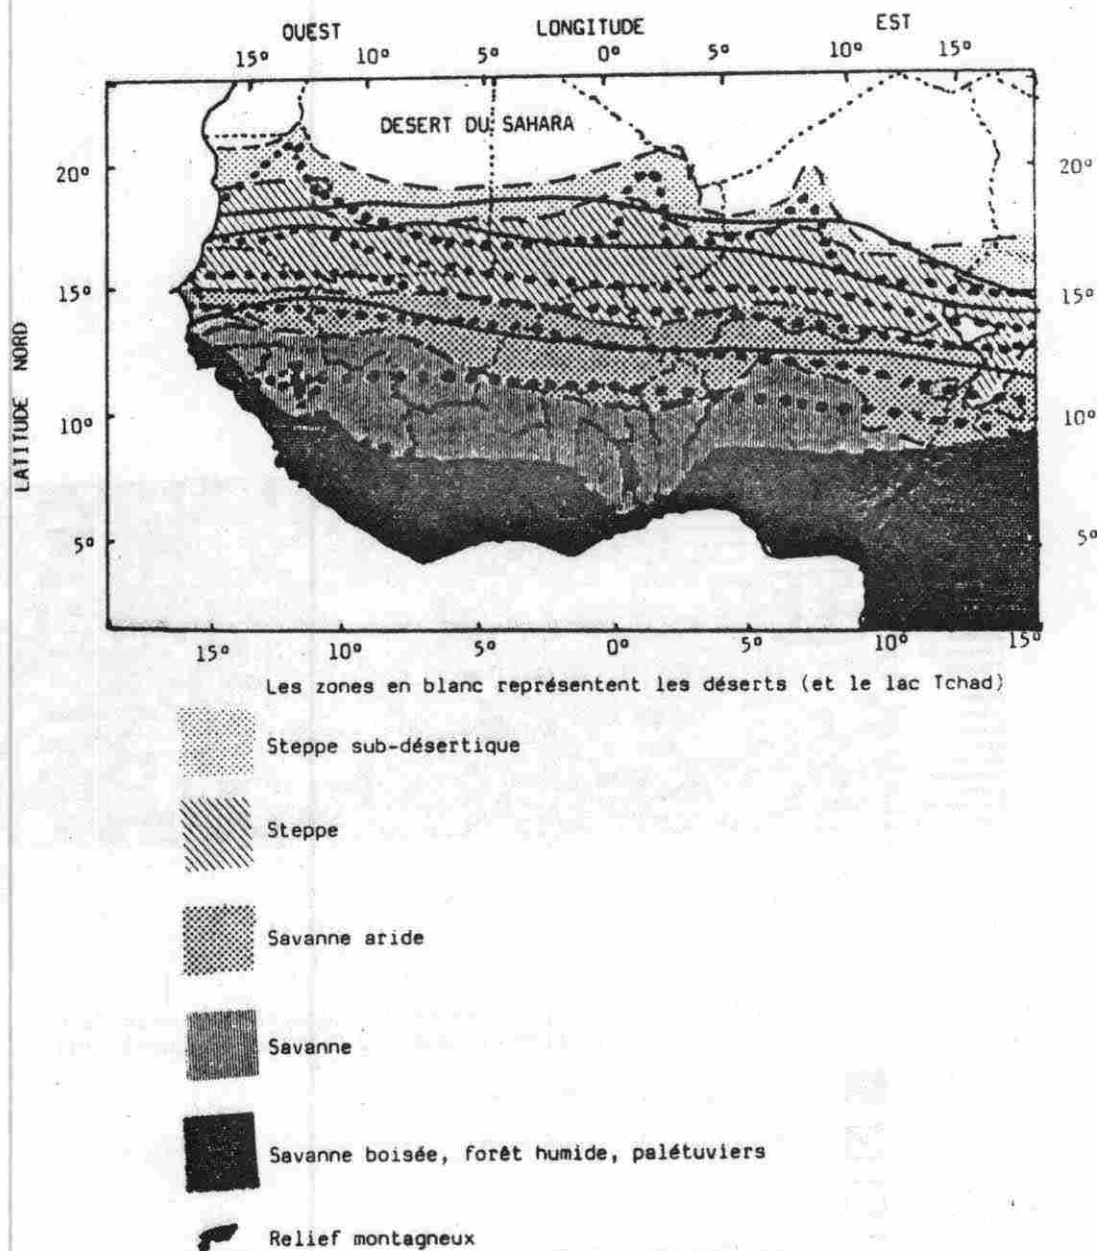 OUEST LONGITUDE EST
15° 10° 5° 0° 5° 10° 15°
DESERT DU SAHARA
20° 20°
15° 15°
LATITUDE NORD
10° 10°
5° 5°
15° 10° 5° 0° 5° 10° 15°
Les zones en blanc représentent les déserts (et le lac Tchad)
Steppe sub-désertique
Steppe
Savanne aride
Savanne
Savanne boisée, forêt humide, palétuviers
Relief montagneux